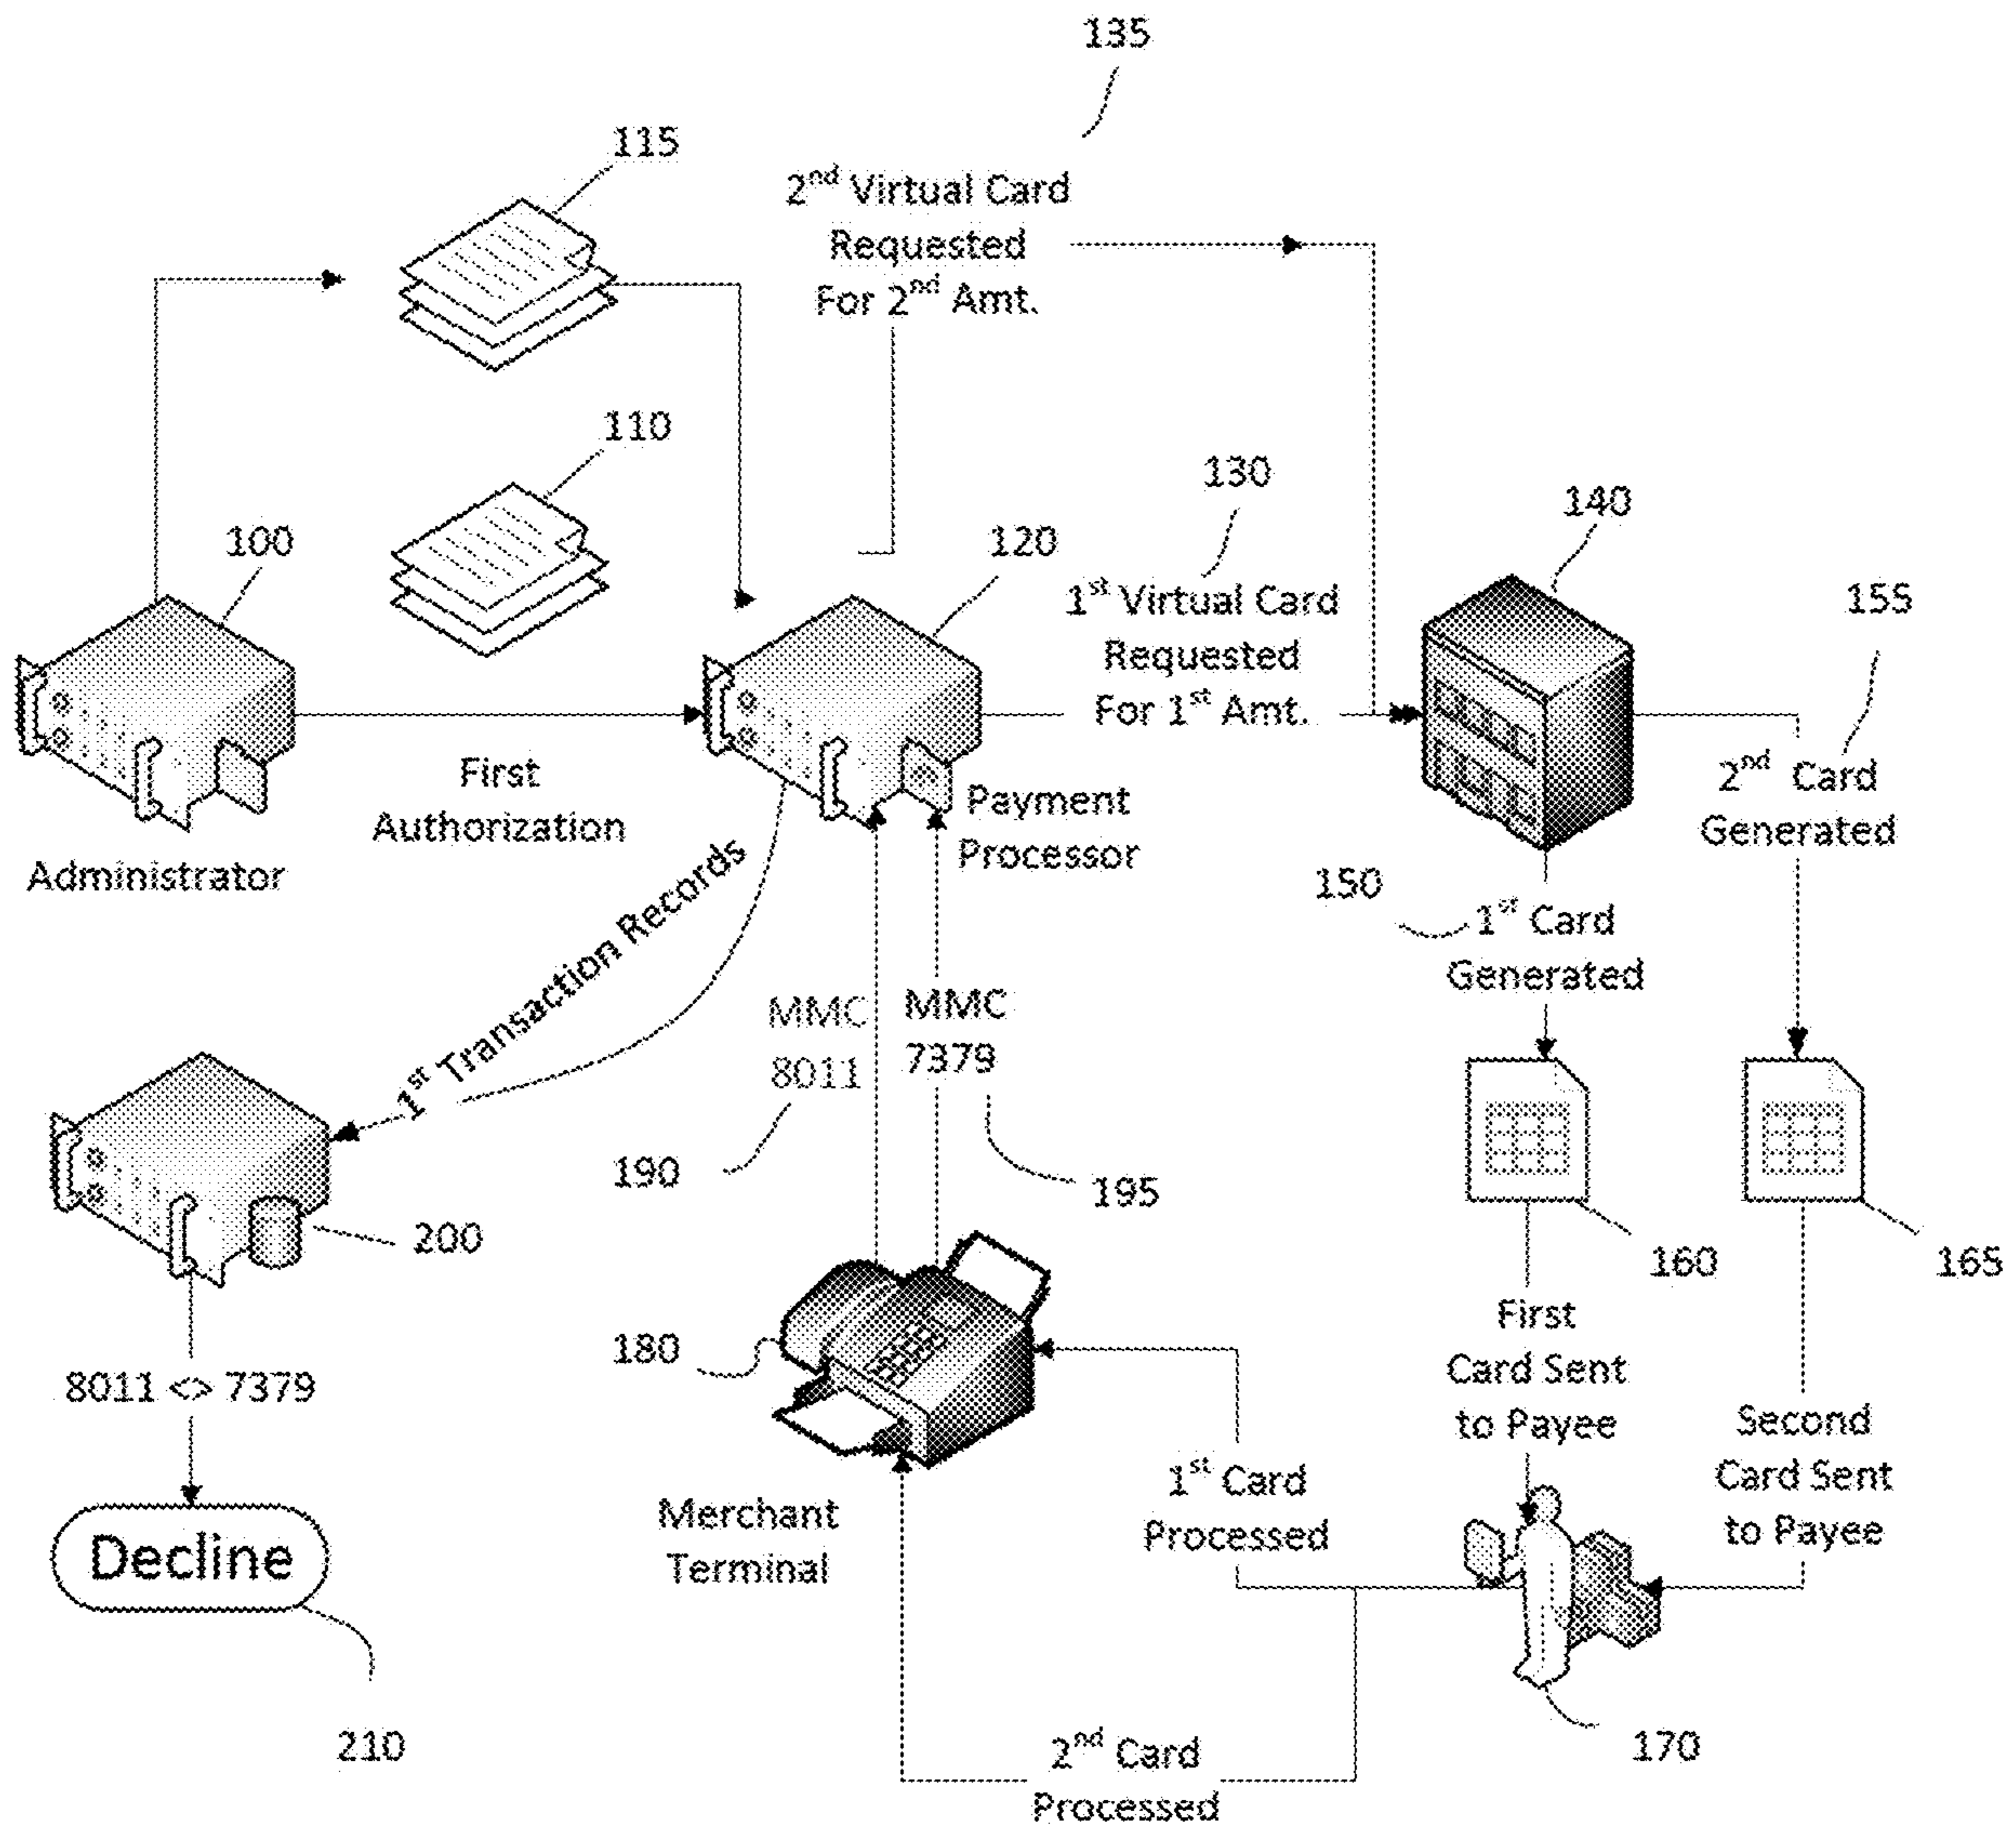 135
115
2nd Virtual Card
Requested
For 2nd Amt.
110
130
140
100
120
155
1st Virtual Card
Requested
For 1st Amt.
2nd Card
Generated
First
Authorization
Payment
Processor
Administrator
150
1st Card
Generated
1st Transaction Records
MMC
8011
MMC
7379
190
195
200
160
165
First
Card Sent
to Payee
180
8011 <> 7379
Second
Card Sent
to Payee
1st Card
Processed
Merchant
Terminal
Decline
210
170
2nd Card
Processed